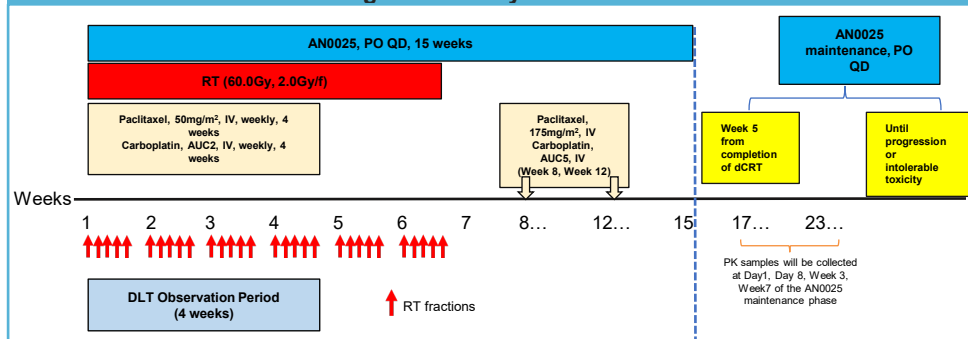 AN0025, PO QD, 15 weeks
AN0025
maintenance, PO
QD
RT (60.0Gy, 2.0Gy/f)
Paclitaxel, 50mg/m², IV, weekly, 4
weeks
Carboplatin, AUC2, IV, weekly, 4
weeks
Paclitaxel,
175mg/m², IV
Carboplatin,
AUC5, IV
(Week 8, Week 12)
Week 5
from
completion
of dCRT
Until
progression
or
intolerable
toxicity
Weeks
1 2 3 4 5 6 7 8… 12… 15 17… 23…
PK samples will be collected
at Day1, Day 8, Week 3,
Week7 of the AN0025
maintenance phase
DLT Observation Period
(4 weeks)
RT fractions